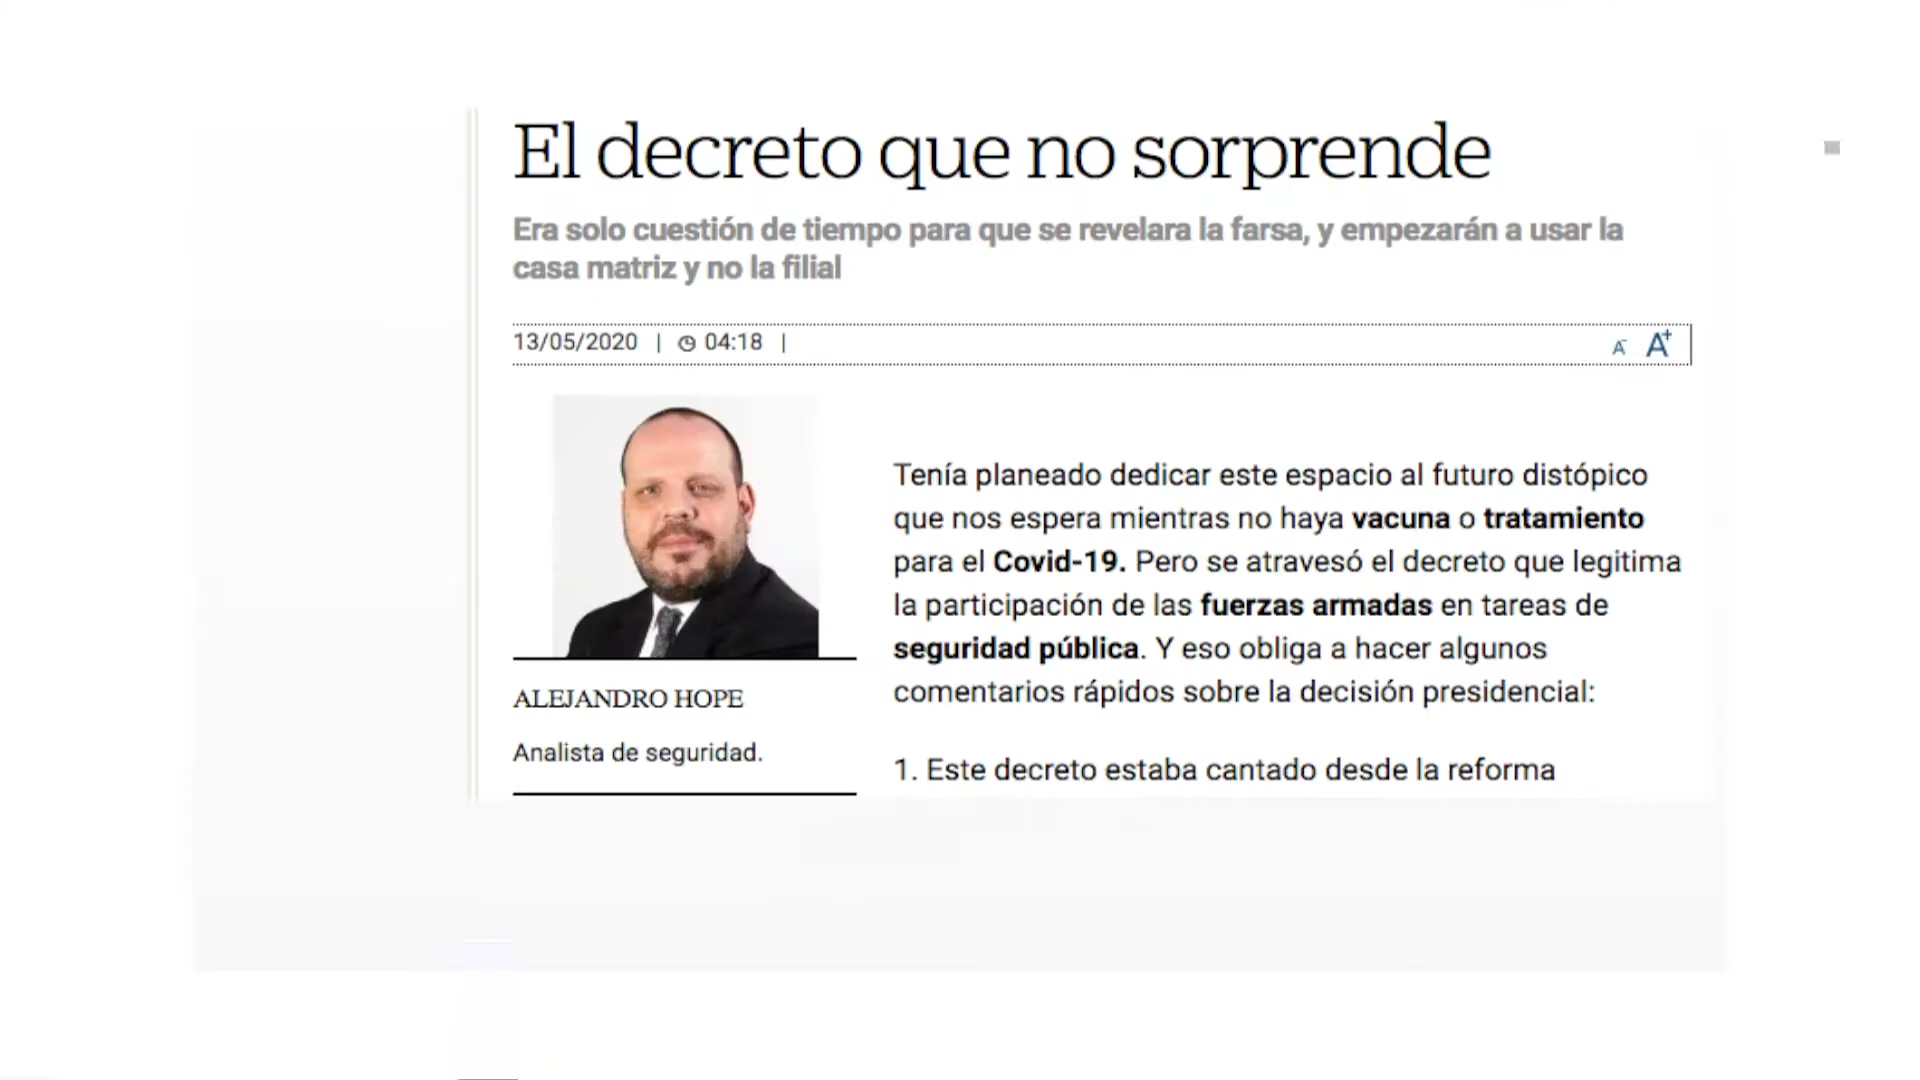 El decreto que no sorprende
Era solo cuestión de tiempo para que se revelara la farsa, y empezarán a usar la
casa matriz y no la filial
13/05/2020 | 04:18 |
A- A+
Tenía planeado dedicar este espacio al futuro distópico
que nos espera mientras no haya vacuna o tratamiento
para el Covid-19. Pero se atravesó el decreto que legitima
la participación de las fuerzas armadas en tareas de
seguridad pública. Y eso obliga a hacer algunos
comentarios rápidos sobre la decisión presidencial:
1. Este decreto estaba cantado desde la reforma
ALEJANDRO HOPE
Analista de seguridad.